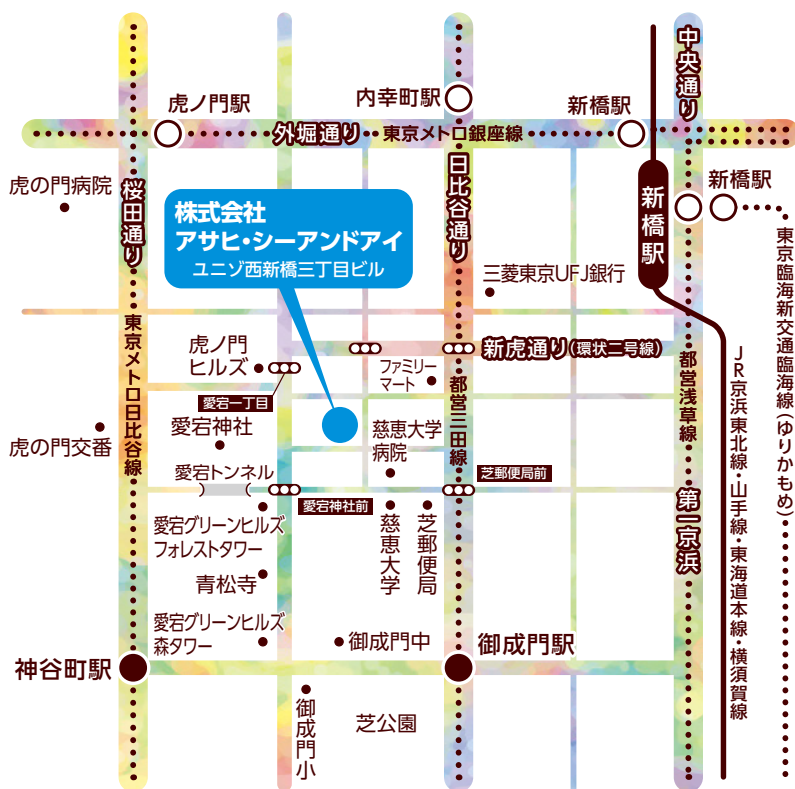 中央通り
内幸町駅
虎ノ門駅
新橋駅
外堀通り
東京メトロ銀座線
虎の門病院
桜田通り
日比谷通り
新橋駅
新橋駅
株式会社
アサヒ・シーアンドアイ
ユニゾ西新橋三丁目ビル
三菱東京UFJ銀行
東京臨海新交通臨海線(ゆりかもめ)
東京メトロ日比谷線
虎ノ門
ヒルズ
新虎通り(環状二号線)
ファミリー
マート
都営三田線
都営浅草線
JR京浜東北線・山手線・東海道本線・横須賀線
愛宕一丁目
愛宕神社
虎の門交番
慈恵大学
病院
愛宕トンネル
芝郵便局前
愛宕神社前
第一京浜
愛宕グリーンヒルズ
フォレストタワー
慈恵大学
芝郵便局
青松寺
愛宕グリーンヒルズ
森タワー
御成門中
御成門駅
神谷町駅
御成門小
芝公園